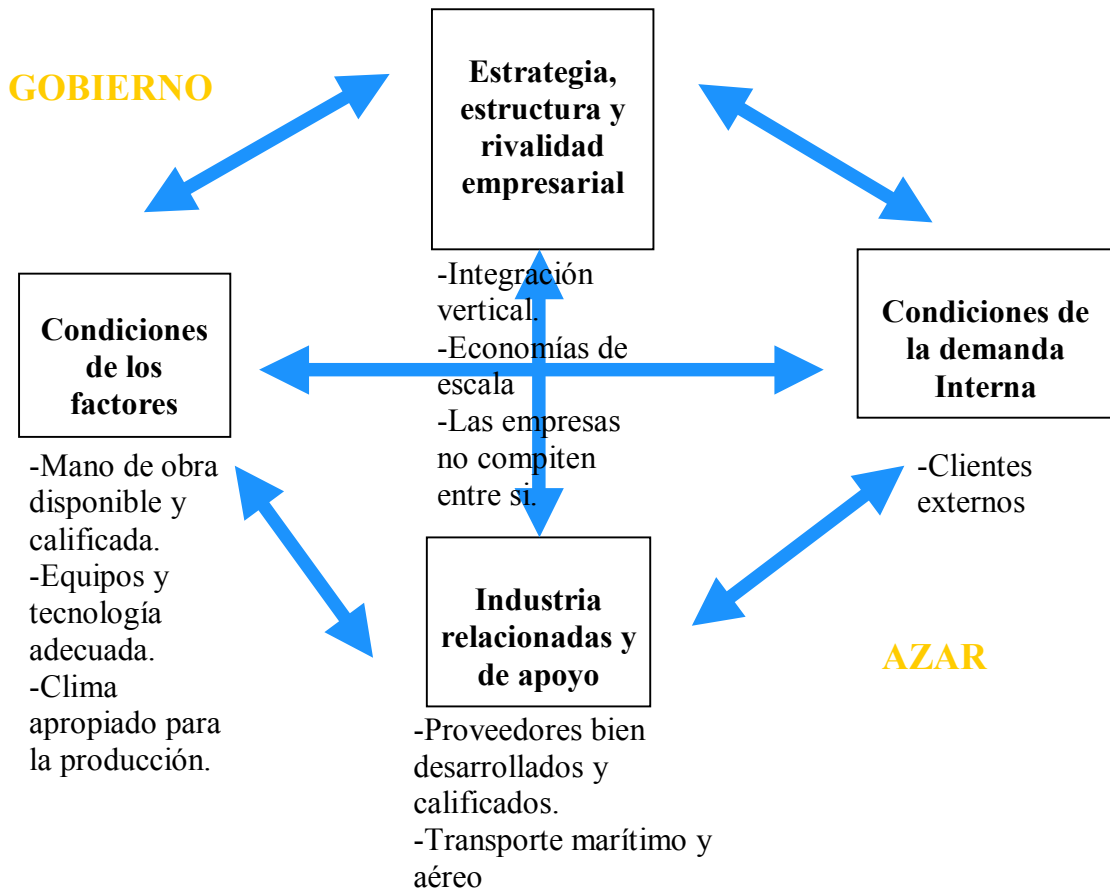 GOBIERNO
Estrategia,
estructura y
rivalidad
empresarial
Condiciones
de los
factores
-Integración
vertical.
-Economías de
escala
-Las empresas
no compiten
entre si.
Condiciones de
la demanda
Interna
-Mano de obra
disponible y
calificada.
-Equipos y
tecnología
adecuada.
-Clima
apropiado para
la producción.
-Clientes
externos
Industria
relacionadas y
de apoyo
AZAR
-Proveedores bien
desarrollados y
calificados.
-Transporte marítimo y
aéreo